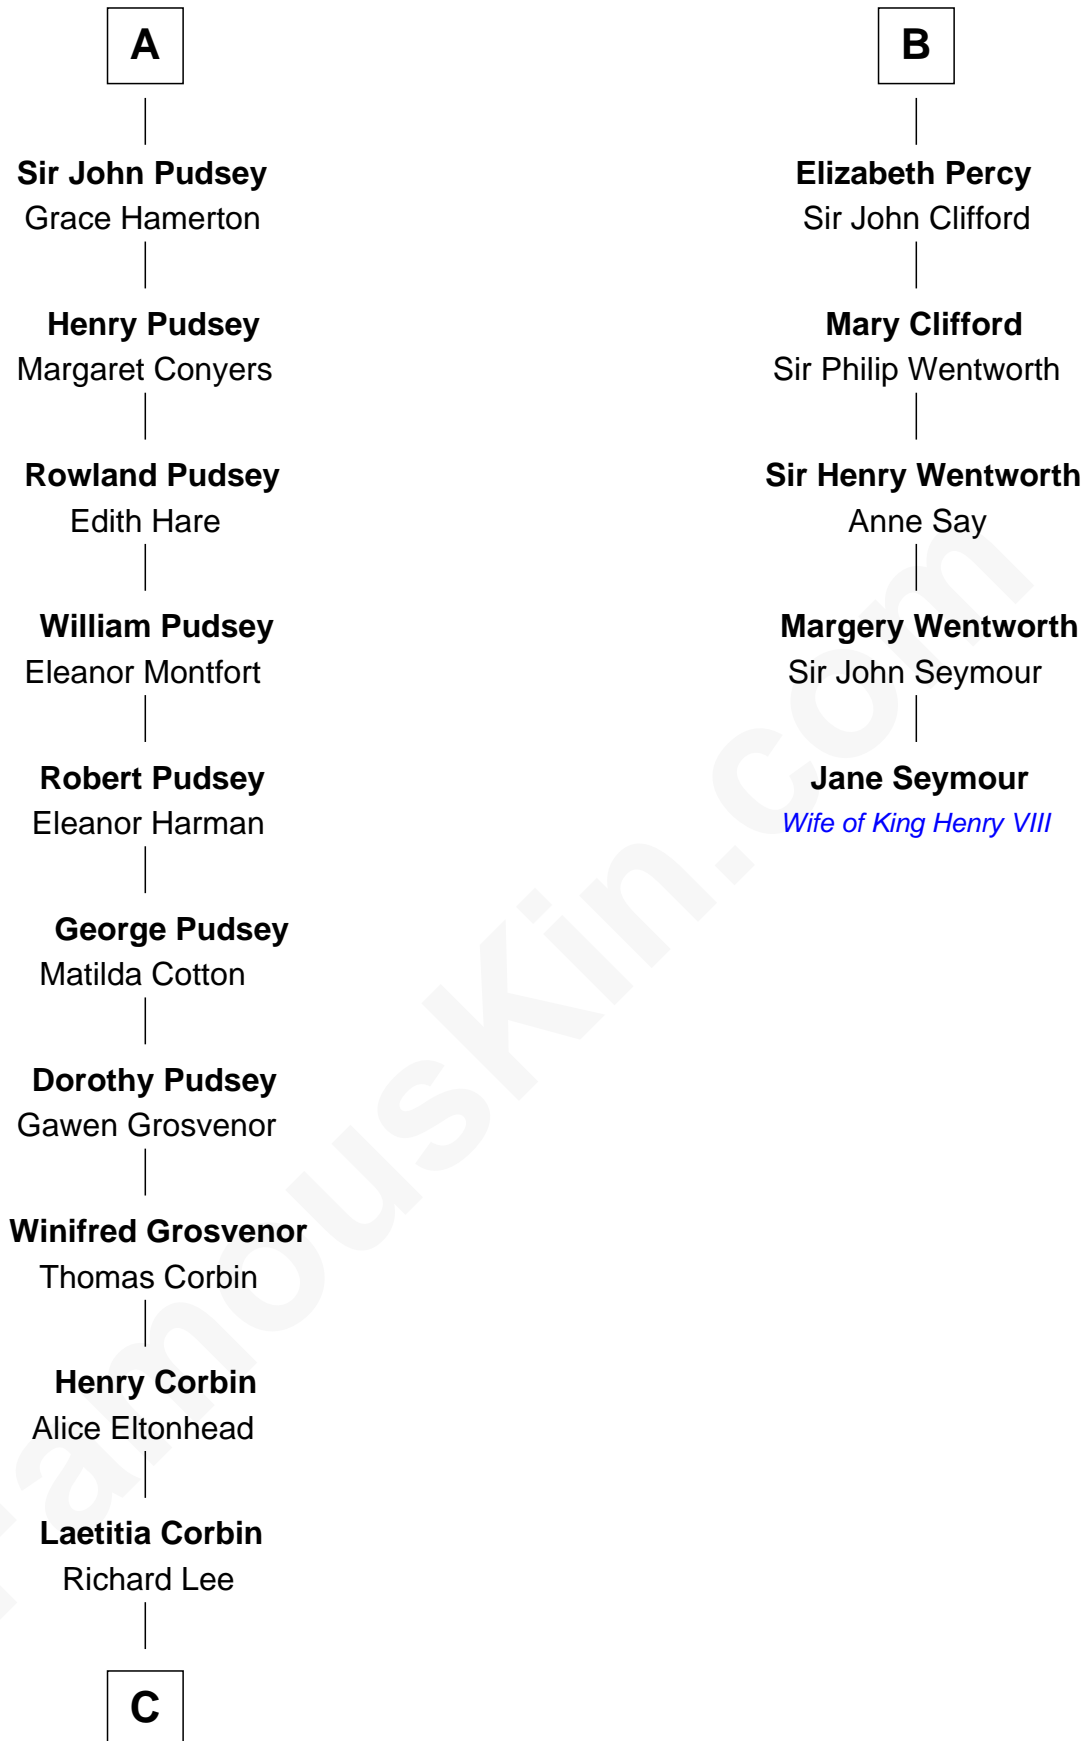 A
Sir John Pudsey
Grace Hamerton
Henry Pudsey
Margaret Conyers
Rowland Pudsey
Edith Hare
William Pudsey
Eleanor Montfort
Robert Pudsey
Eleanor Harman
George Pudsey
Matilda Cotton
Dorothy Pudsey
Gawen Grosvenor
Winifred Grosvenor
Thomas Corbin
Henry Corbin
Alice Eltonhead
Laetitia Corbin
Richard Lee
C
B
Elizabeth Percy
Sir John Clifford
Mary Clifford
Sir Philip Wentworth
Sir Henry Wentworth
Anne Say
Margery Wentworth
Sir John Seymour
Jane Seymour
Wife of King Henry VIII
FamousKin.com